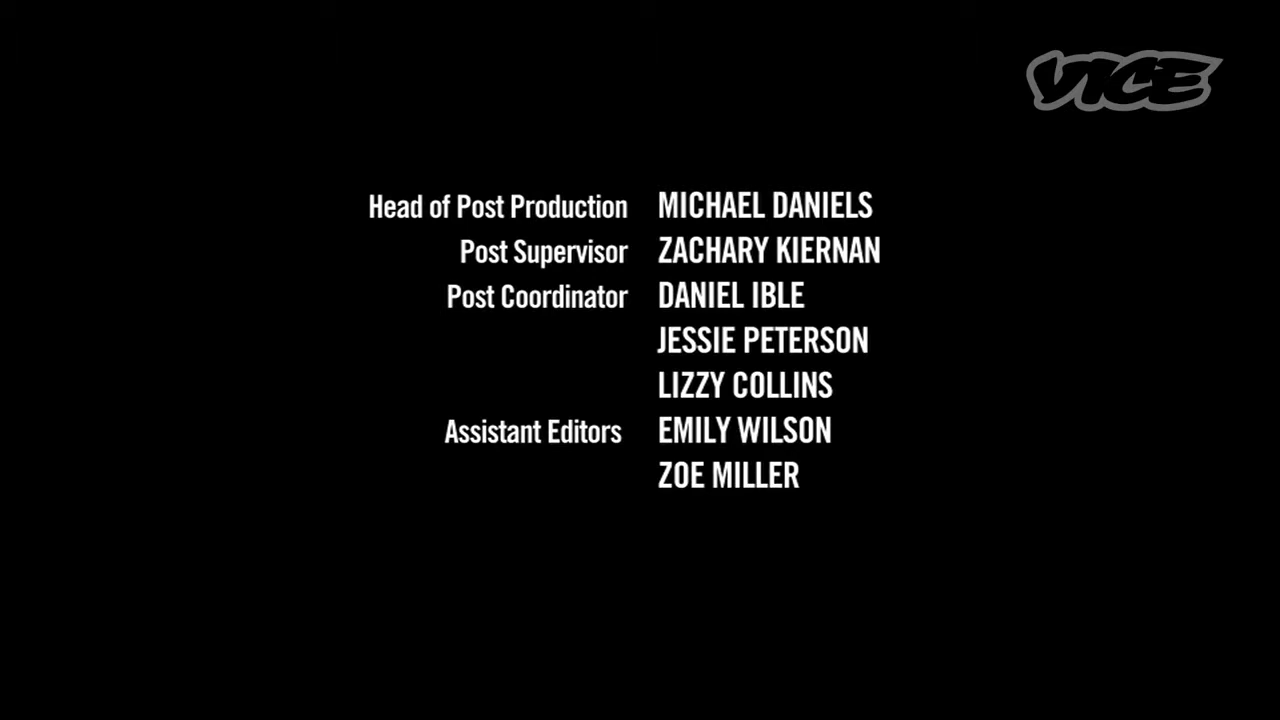 VICE
Head of Post Production MICHAEL DANIELS
Post Supervisor ZACHARY KIERNAN
Post Coordinator DANIEL IBLE
JESSIE PETERSON
LIZZY COLLINS
Assistant Editors EMILY WILSON
ZOE MILLER